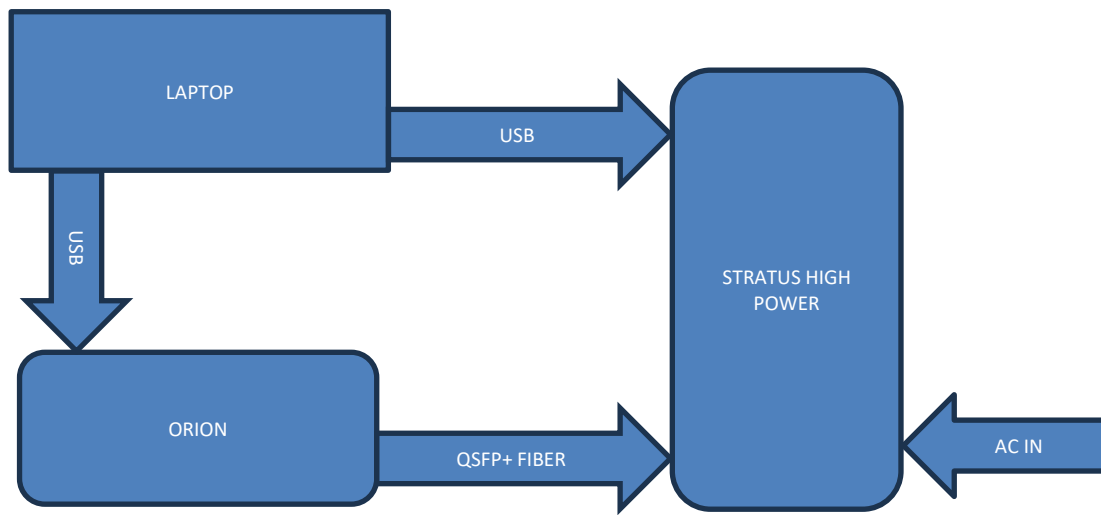 LAPTOP
USB
USB
STRATUS HIGH
POWER
ORION
QSFP+ FIBER
AC IN